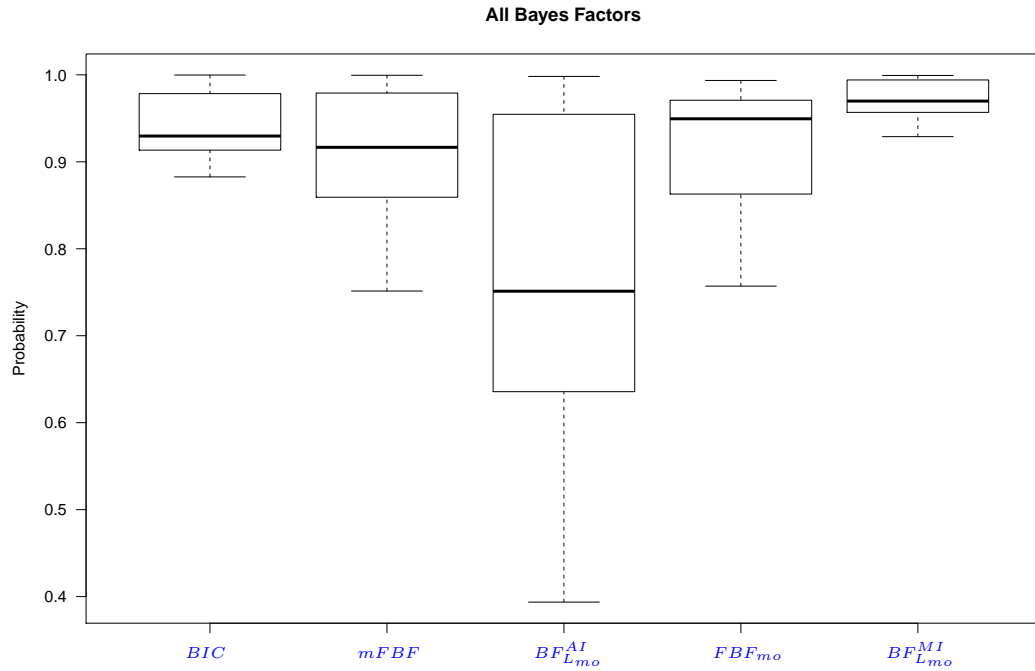 All Bayes Factors
Probability
1.0
0.9
0.8
0.7
0.6
0.5
0.4
BIC mFBF BF^{AI}_{L_{mo}} FBF_{mo} BF^{MI}_{L_{mo}}